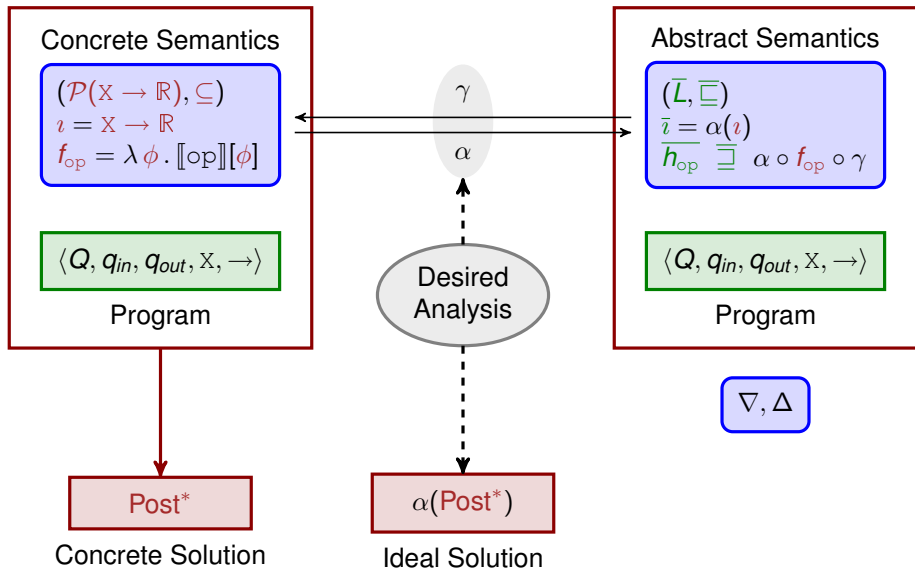 Concrete Semantics
(𝒫(X → ℝ), ⊆)
ı = X → ℝ
f_op = λ ϕ . ⟦op⟧[ϕ]
⟨Q, q_in, q_out, X, →⟩
Program
γ
α
Desired
Analysis
Abstract Semantics
(L̅, ⊑̅)
ı̅ = α(ı)
h̅_op̅ ⊒̅ α ∘ f_op ∘ γ
⟨Q, q_in, q_out, X, →⟩
Program
∇, Δ
Post*
Concrete Solution
α(Post*)
Ideal Solution